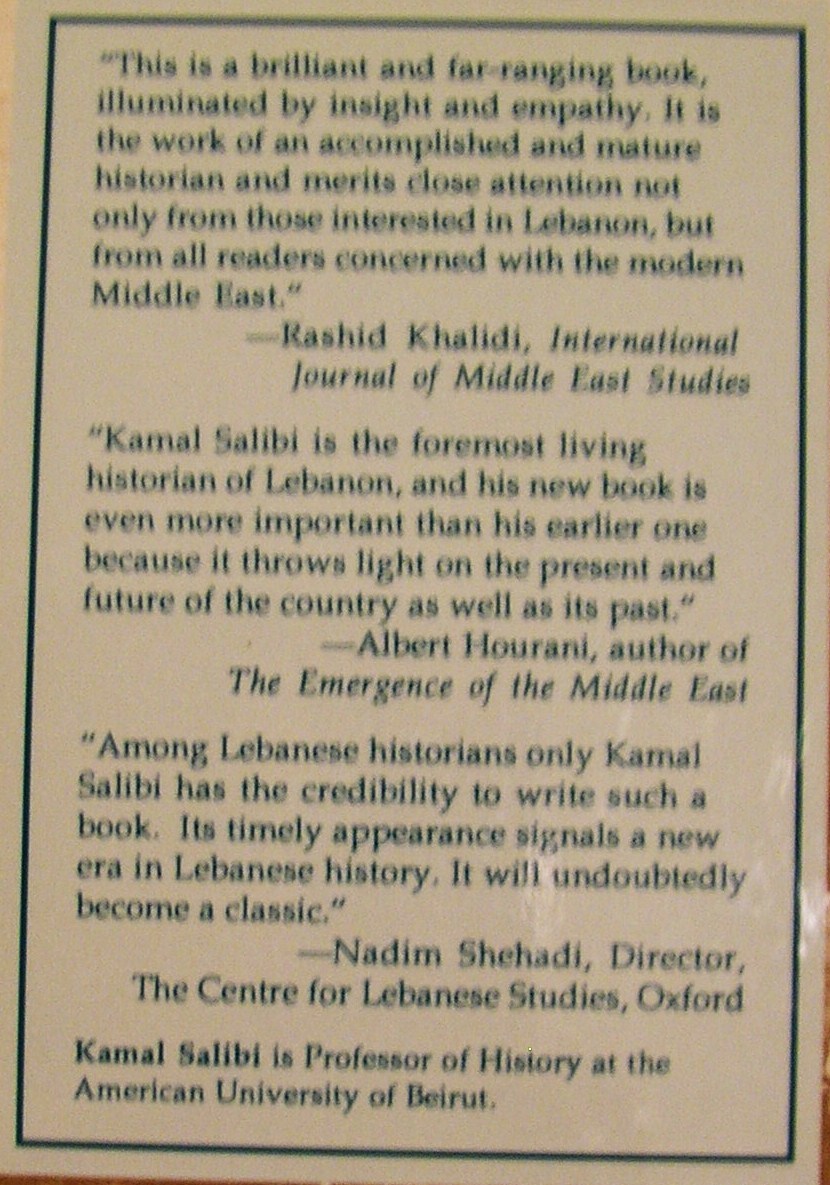 "This is a brilliant and far-ranging book,
illuminated by insight and empathy. It is
the work of an accomplished and mature
historian and merits close attention not
only from those interested in Lebanon, but
from all readers concerned with the modern
Middle East."
—Rashid Khalidi, International
Journal of Middle East Studies
"Kamal Salibi is the foremost living
historian of Lebanon, and his new book is
even more important than his earlier one
because it throws light on the present and
future of the country as well as its past."
—Albert Hourani, author of
The Emergence of the Middle East
"Among Lebanese historians only Kamal
Salibi has the credibility to write such a
book. Its timely appearance signals a new
era in Lebanese history. It will undoubtedly
become a classic."
—Nadim Shehadi, Director,
The Centre for Lebanese Studies, Oxford
Kamal Salibi is Professor of History at the
American University of Beirut.